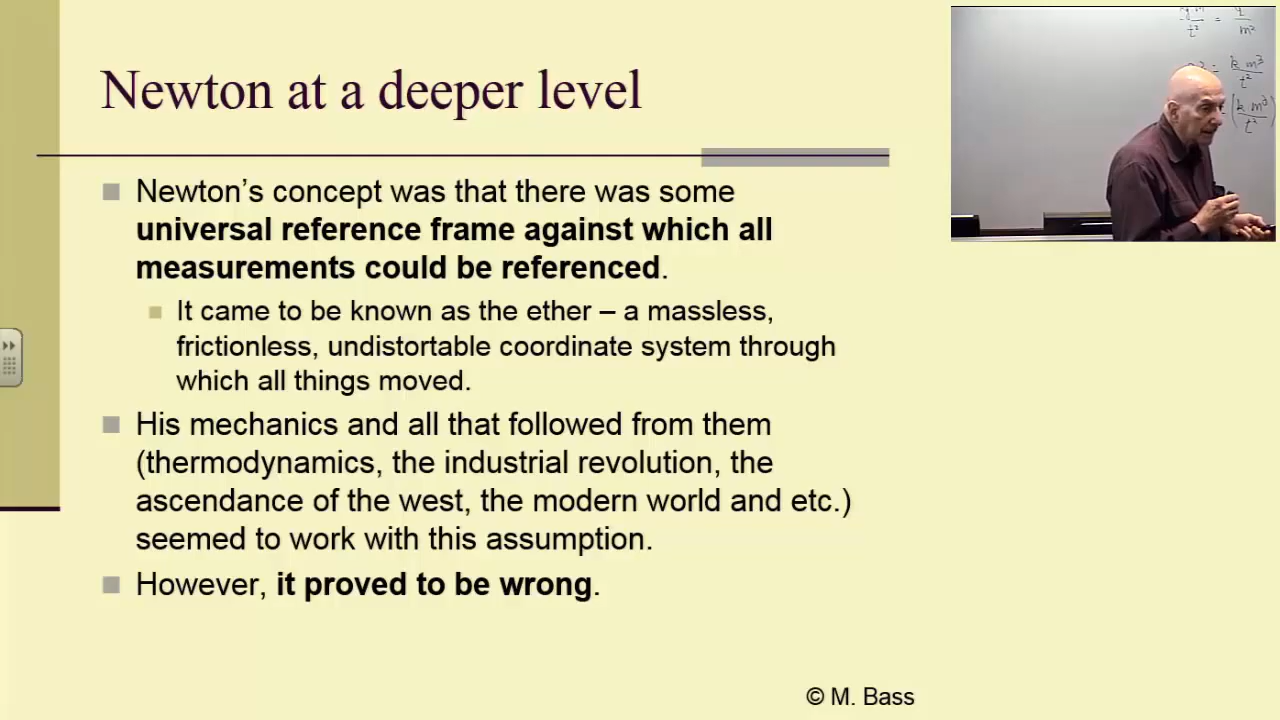 Newton at a deeper level
Newton’s concept was that there was some
universal reference frame against which all
measurements could be referenced.
It came to be known as the ether – a massless,
frictionless, undistortable coordinate system through
which all things moved.
His mechanics and all that followed from them
(thermodynamics, the industrial revolution, the
ascendance of the west, the modern world and etc.)
seemed to work with this assumption.
However, it proved to be wrong.
© M. Bass